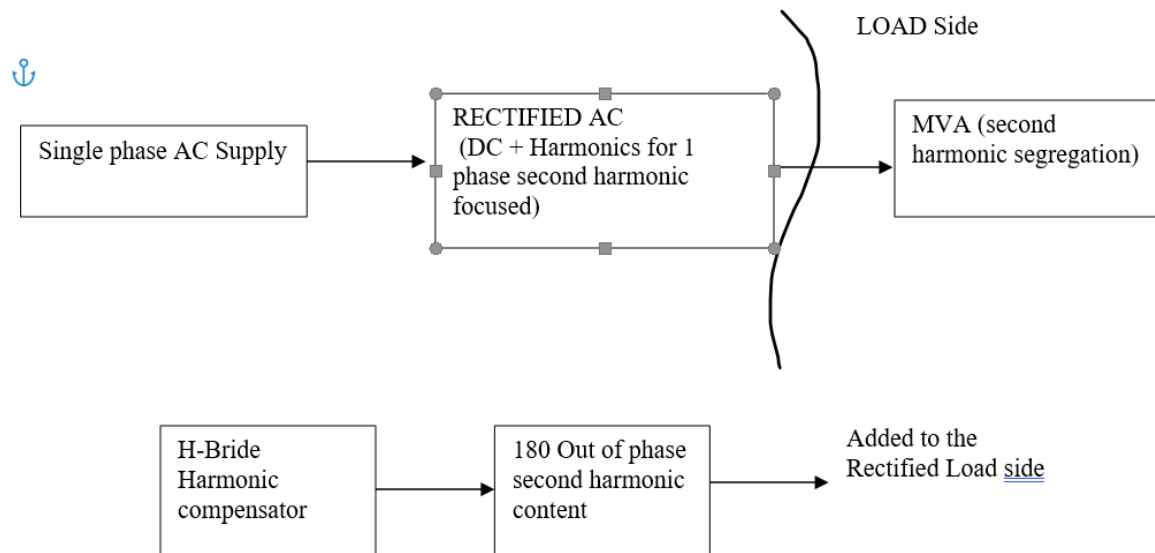 LOAD Side
Single phase AC Supply
RECTIFIED AC
(DC + Harmonics for 1
phase second harmonic
focused)
MVA (second
harmonic segregation)
H-Bride
Harmonic
compensator
180 Out of phase
second harmonic
content
Added to the
Rectified Load side